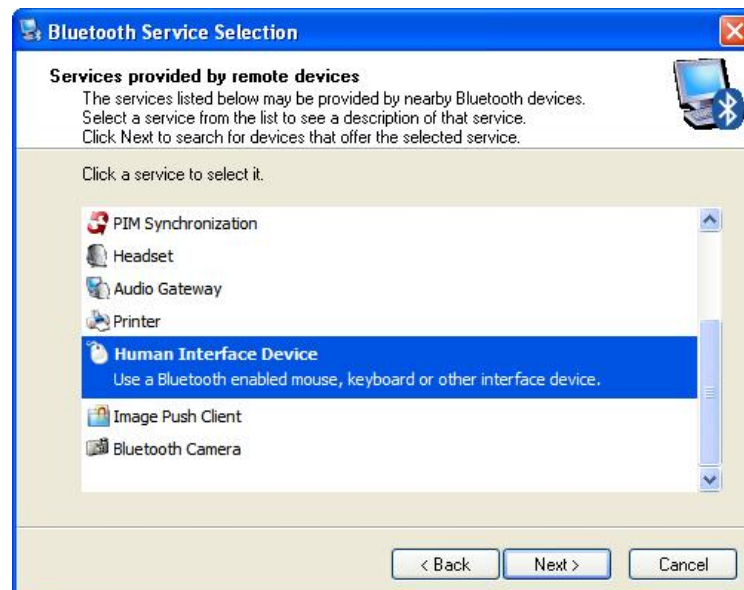 Bluetooth Service Selection
Services provided by remote devices
The services listed below may be provided by nearby Bluetooth devices.
Select a service from the list to see a description of that service.
Click Next to search for devices that offer the selected service.
Click a service to select it.
PIM Synchronization
Headset
Audio Gateway
Printer
Human Interface Device
Use a Bluetooth enabled mouse, keyboard or other interface device.
Image Push Client
Bluetooth Camera
< Back Next > Cancel